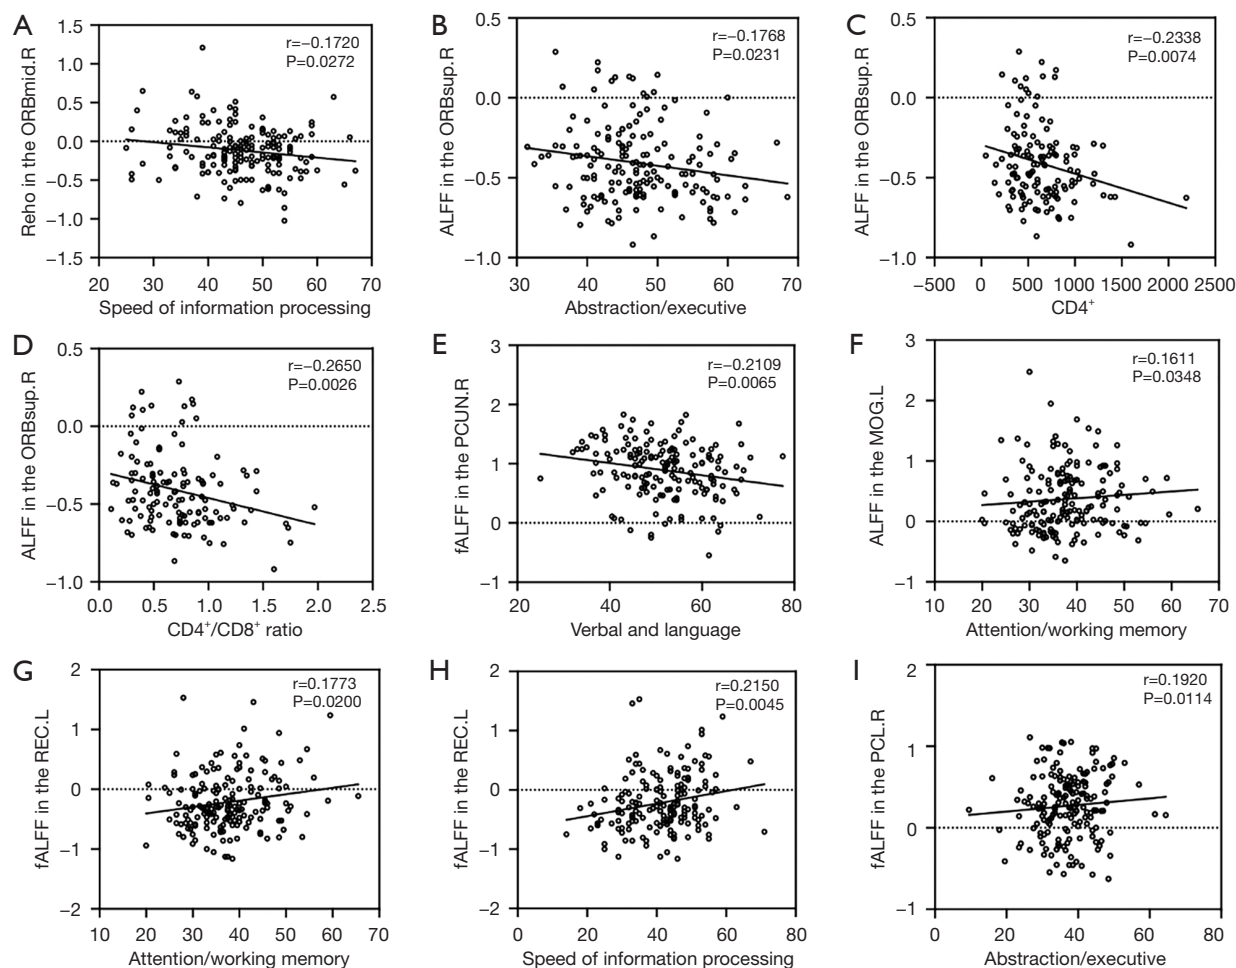 A
1.5
1.0
0.5
0.0
−0.5
−1.0
−1.5
Reho in the ORBmid.R
r=−0.1720
P=0.0272
20 30 40 50 60 70
Speed of information processing
B
0.5
0.0
−0.5
−1.0
ALFF in the ORBsup.R
r=−0.1768
P=0.0231
30 40 50 60 70
Abstraction/executive
C
0.5
0.0
−0.5
−1.0
ALFF in the ORBsup.R
r=−0.2338
P=0.0074
−500 0 500 1000 1500 2000 2500
CD4⁺
D
0.5
0.0
−0.5
−1.0
ALFF in the ORBsup.R
r=−0.2650
P=0.0026
0.0 0.5 1.0 1.5 2.0 2.5
CD4⁺/CD8⁺ ratio
E
3
2
1
0
−1
fALFF in the PCUN.R
r=−0.2109
P=0.0065
20 40 60 80
Verbal and language
F
3
2
1
0
−1
ALFF in the MOG.L
r=0.1611
P=0.0348
10 20 30 40 50 60 70
Attention/working memory
G
2
1
0
−1
−2
fALFF in the REC.L
r=0.1773
P=0.0200
10 20 30 40 50 60 70
Attention/working memory
H
2
1
0
−1
−2
fALFF in the REC.L
r=0.2150
P=0.0045
0 20 40 60 80
Speed of information processing
I
2
1
0
−1
fALFF in the PCL.R
r=0.1920
P=0.0114
0 20 40 60 80
Abstraction/executive